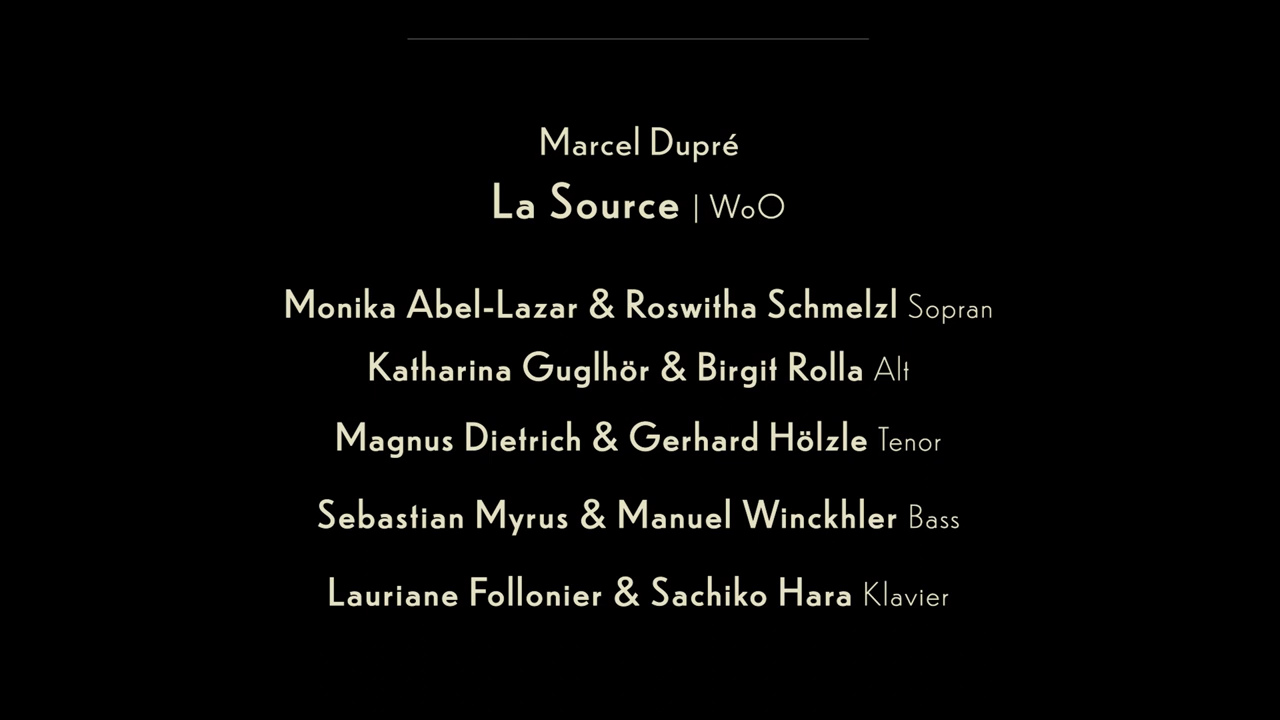 Marcel Dupré
La Source | WoO
Monika Abel-Lazar & Roswitha Schmelzl Sopran
Katharina Guglhör & Birgit Rolla Alt
Magnus Dietrich & Gerhard Hölzle Tenor
Sebastian Myrus & Manuel Winckhler Bass
Lauriane Follonier & Sachiko Hara Klavier